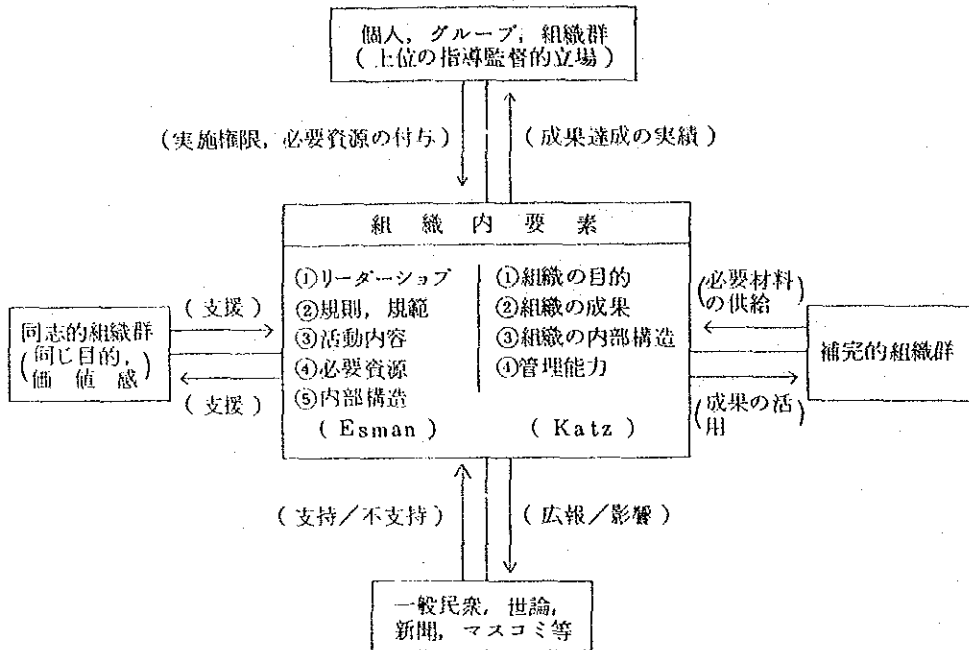 個人，グループ，組織群
(上位の指導監督的立場)
(実施権限，必要資源の付与)
(成果達成の実績)
組織内要素
①リーダーショプ
②規則，規範
③活動内容
④必要資源
⑤内部構造
(Esman)
①組織の目的
②組織の成果
③組織の内部構造
④管理能力
(Katz)
(支援)
同志的組織群
(同じ目的，
価値感)
(支援)
(必要材料
の供給)
補完的組織群
(成果の活
用)
(支持／不支持)
(広報／影響)
一般民衆，世論，
新聞，マスコミ等